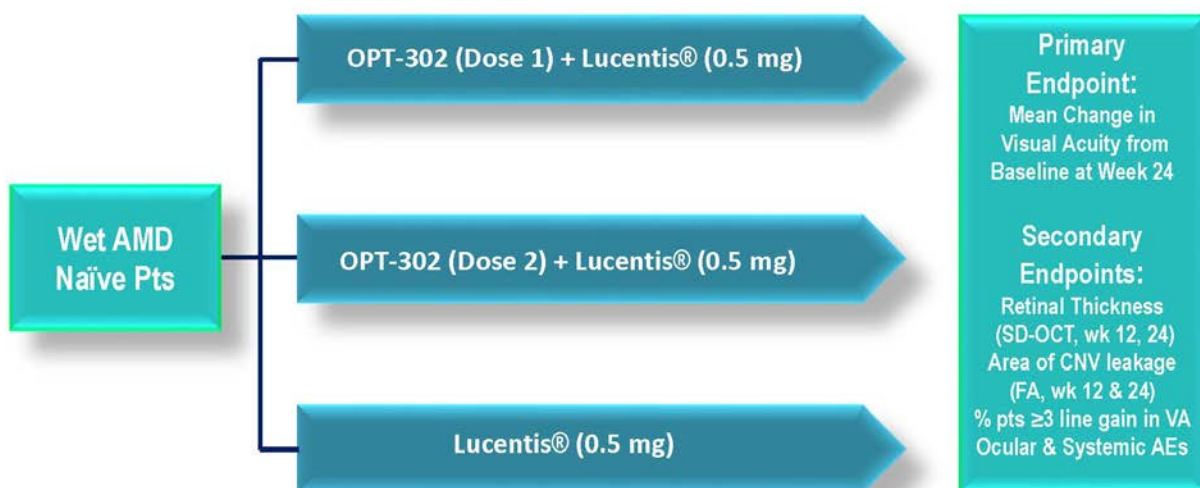 Wet AMD
Naïve Pts
OPT-302 (Dose 1) + Lucentis® (0.5 mg)
OPT-302 (Dose 2) + Lucentis® (0.5 mg)
Lucentis® (0.5 mg)
Primary
Endpoint:
Mean Change in
Visual Acuity from
Baseline at Week 24
Secondary
Endpoints:
Retinal Thickness
(SD-OCT, wk 12, 24)
Area of CNV leakage
(FA, wk 12 & 24)
% pts ≥3 line gain in VA
Ocular & Systemic AEs